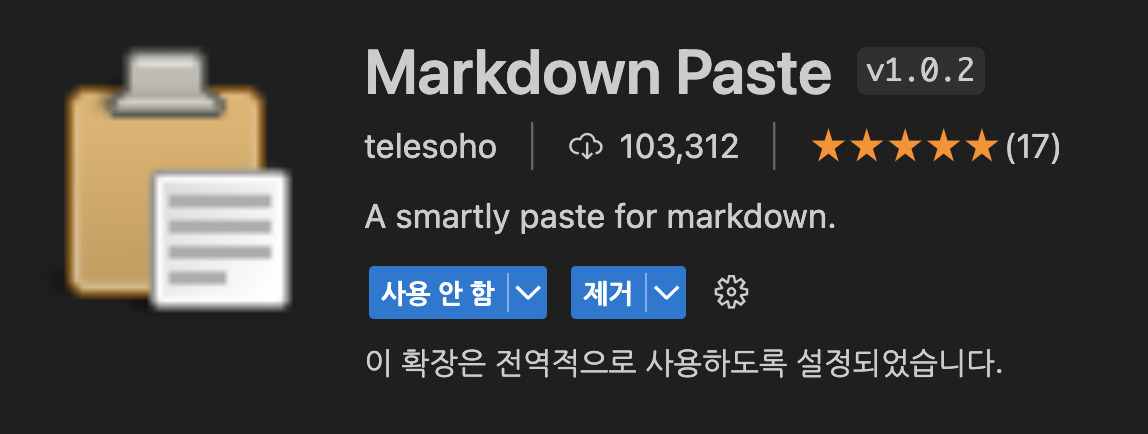 Markdown Paste v1.0.2
telesoho 103,312 (17)
A smartly paste for markdown.
사용 안 함 제거
이 확장은 전역적으로 사용하도록 설정되었습니다.